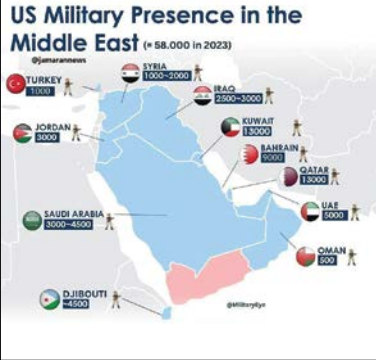 US Military Presence in the
Middle East (≈ 58.000 in 2023)
@jamarannews
SYRIA
1000~2000
TURKEY
1000
IRAQ
2500~3000
KUWAIT
13000
JORDAN
3000
BAHRAIN
9000
QATAR
13000
UAE
5000
SAUDI ARABIA
3000~4500
OMAN
500
DJIBOUTI
~4500
@MilitaryEye